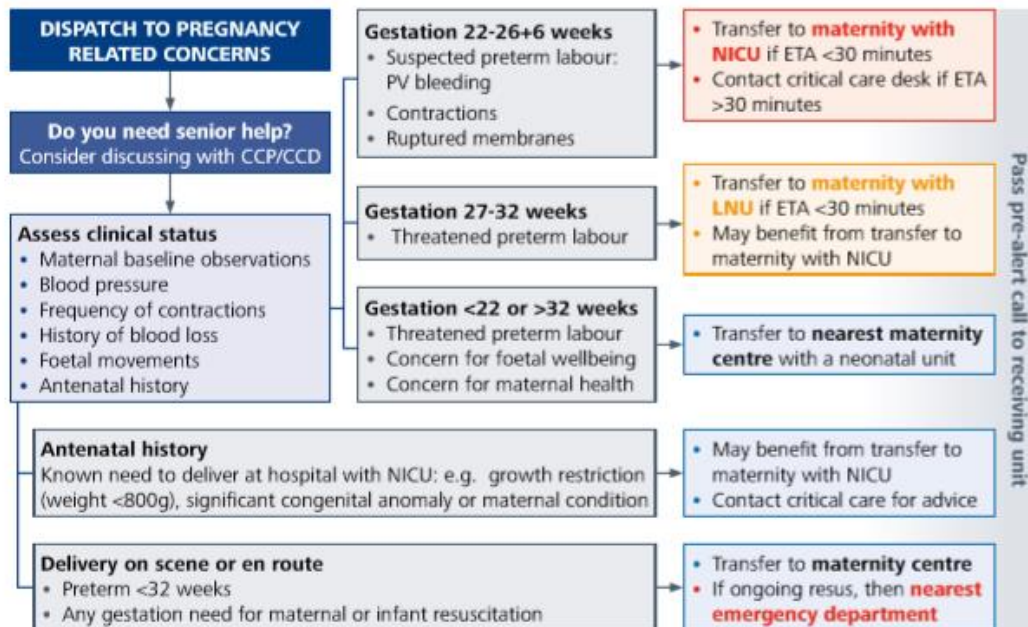 DISPATCH TO PREGNANCY
RELATED CONCERNS
Do you need senior help?
Consider discussing with CCP/CCD
Assess clinical status
• Maternal baseline observations
• Blood pressure
• Frequency of contractions
• History of blood loss
• Foetal movements
• Antenatal history
Gestation 22-26+6 weeks
• Suspected preterm labour:
PV bleeding
• Contractions
• Ruptured membranes
• Transfer to maternity with
NICU if ETA <30 minutes
• Contact critical care desk if ETA
>30 minutes
Gestation 27-32 weeks
• Threatened preterm labour
• Transfer to maternity with
LNU if ETA <30 minutes
• May benefit from transfer to
maternity with NICU
Gestation <22 or >32 weeks
• Threatened preterm labour
• Concern for foetal wellbeing
• Concern for maternal health
• Transfer to nearest maternity
centre with a neonatal unit
Antenatal history
Known need to deliver at hospital with NICU: e.g. growth restriction
(weight <800g), significant congenital anomaly or maternal condition
• May benefit from transfer to
maternity with NICU
• Contact critical care for advice
Delivery on scene or en route
• Preterm <32 weeks
• Any gestation need for maternal or infant resuscitation
• Transfer to maternity centre
• If ongoing resus, then nearest
emergency department
Pass pre-alert call to receiving unit